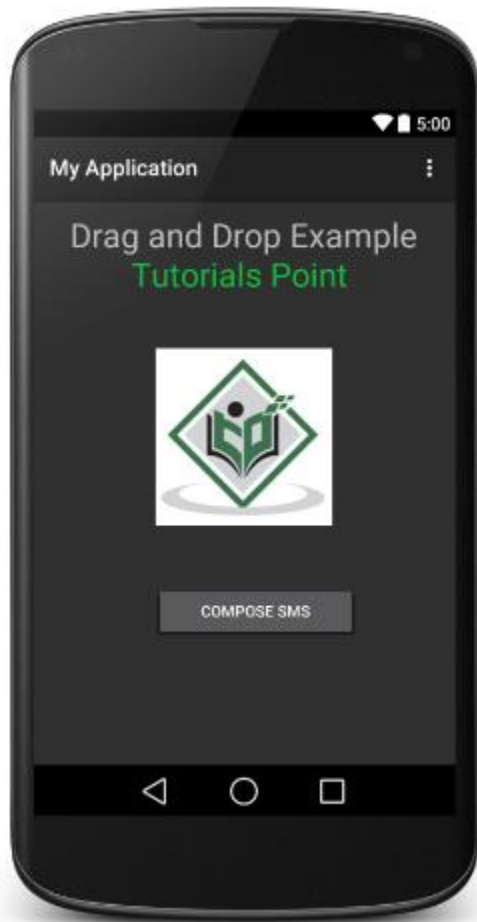 5:00
My Application
Drag and Drop Example
Tutorials Point
COMPOSE SMS